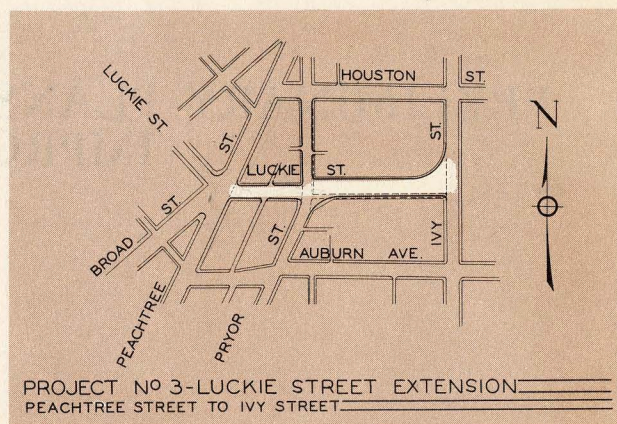 LUCKIE ST.
HOUSTON ST.
ST.
ST.
LUCKIE ST.
ST.
BROAD
ST.
AUBURN AVE.
IVY
N
PEACHTREE
PRYOR
PROJECT Nº 3-LUCKIE STREET EXTENSION
PEACHTREE STREET TO IVY STREET